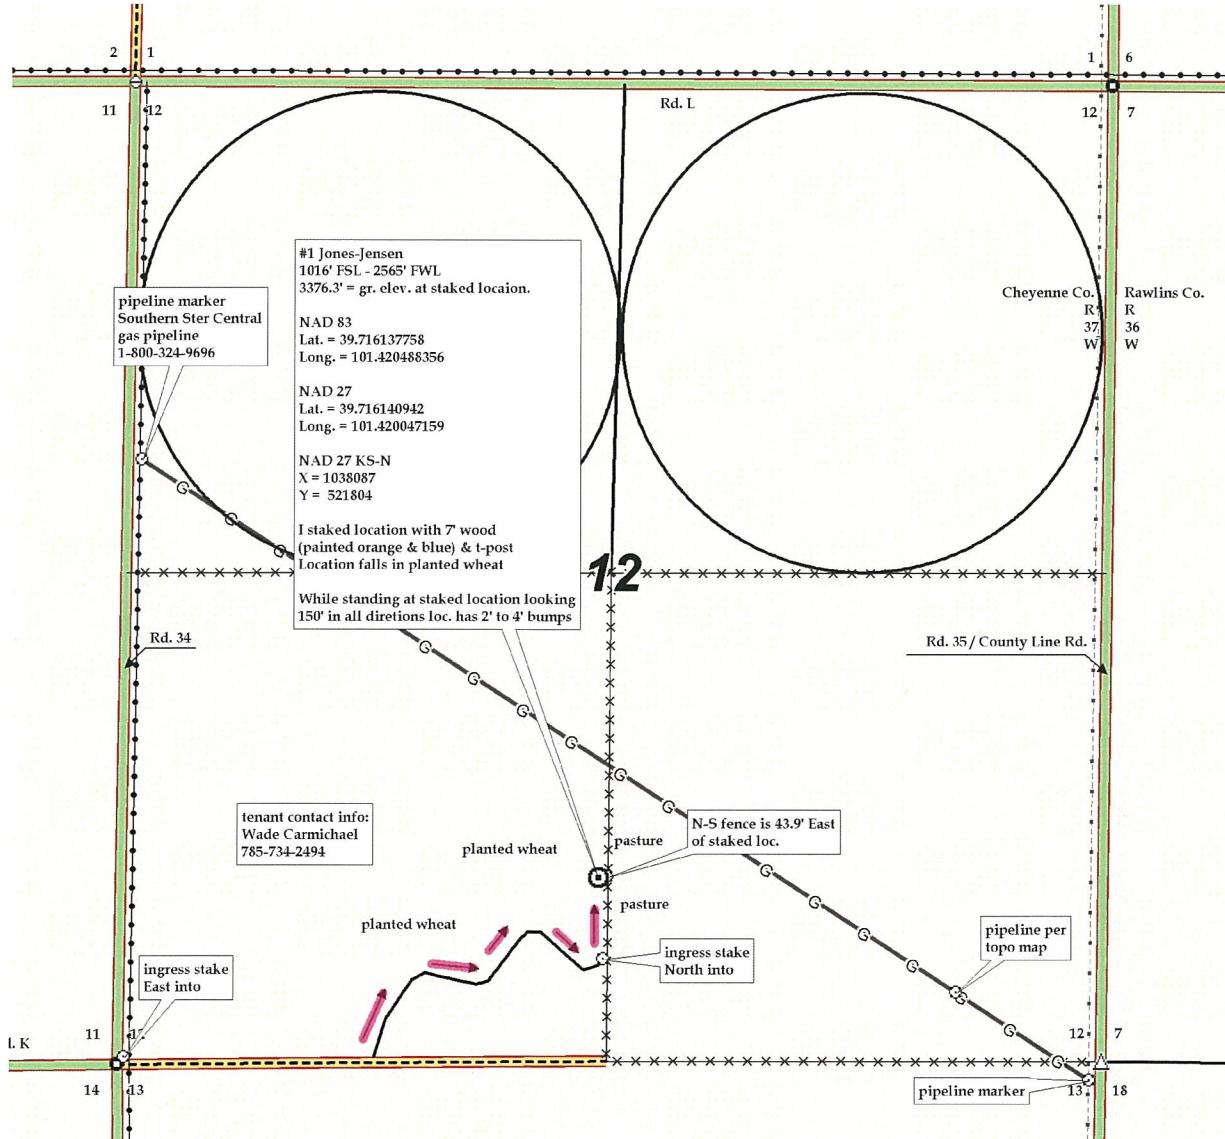 2 1
1 6
11 12
12 7
Rd. L
#1 Jones-Jensen
1016' FSL - 2565' FWL
3376.3' = gr. elev. at staked locaion.
NAD 83
Lat. = 39.716137758
Long. = 101.420488356
NAD 27
Lat. = 39.716140942
Long. = 101.420047159
NAD 27 KS-N
X = 1038087
Y = 521804
I staked location with 7' wood
(painted orange & blue) & t-post
Location falls in planted wheat
While standing at staked location looking
150' in all diretions loc. has 2' to 4' bumps
pipeline marker
Southern Ster Central
gas pipeline
1-800-324-9696
Cheyenne Co.
R
37
W
Rawlins Co.
R
36
W
12
Rd. 34
Rd. 35 / County Line Rd.
tenant contact info:
Wade Carmichael
785-734-2494
planted wheat
pasture
N-S fence is 43.9' East
of staked loc.
planted wheat
pasture
pipeline per
topo map
ingress stake
East into
ingress stake
North into
G G G G G G G G G G G G G G G G
11
12 7
. K
14 13
13 18
pipeline marker